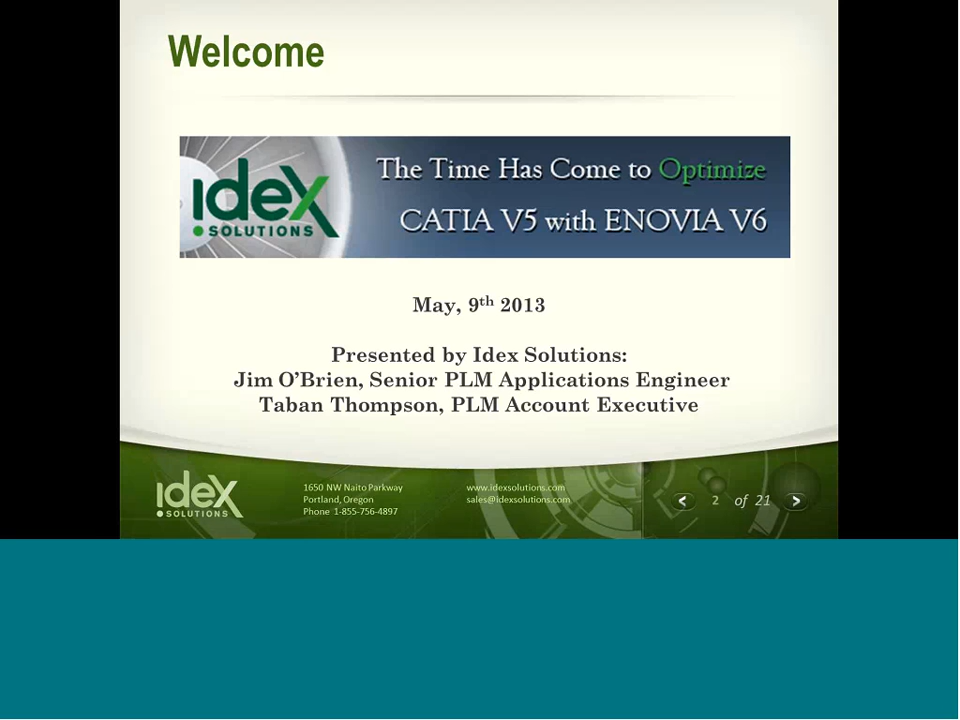 Welcome
idex
SOLUTIONS
The Time Has Come to Optimize
CATIA V5 with ENOVIA V6
May, 9th 2013
Presented by Idex Solutions:
Jim O’Brien, Senior PLM Applications Engineer
Taban Thompson, PLM Account Executive
idex
SOLUTIONS
1650 NW Naito Parkway
Portland, Oregon
Phone 1-855-756-4897
www.idexsolutions.com
sales@idexsolutions.com
< 2 of 21 >